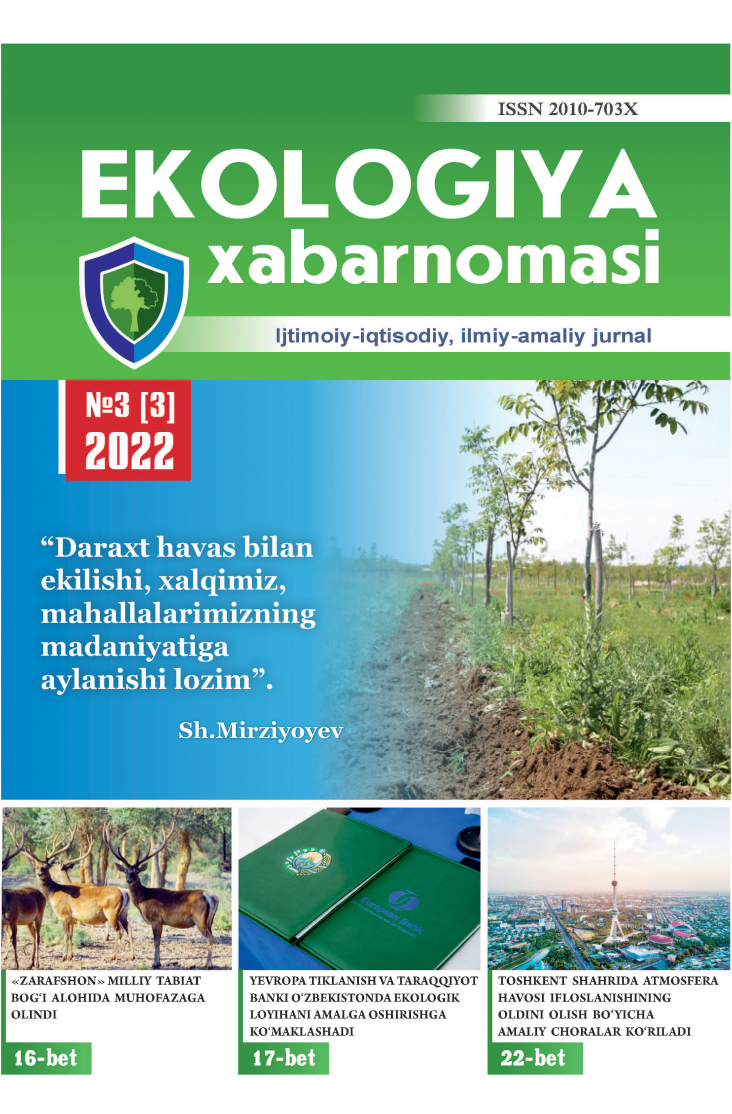 ISSN 2010-703X
EKOLOGIYA
xabarnomasi
Ijtimoiy-iqtisodiy, ilmiy-amaliy jurnal
№3 [3]
2022
“Daraxt havas bilan
ekilishi, xalqimiz,
mahallalarimizning
madaniyatiga
aylanishi lozim”.
Sh.Mirziyoyev
European Bank
«ZARAFSHON» MILLIY TABIAT
BOG‘I ALOHIDA MUHOFAZAGA
OLINDI
16-bet
YEVROPA TIKLANISH VA TARAQQIYOT
BANKI O‘ZBEKISTONDA EKOLOGIK
LOYIHANI AMALGA OSHIRISHGA
KO‘MAKLASHADI
17-bet
TOSHKENT SHAHRIDA ATMOSFERA
HAVOSI IFLOSLANISHINING
OLDINI OLISH BO‘YICHA
AMALIY CHORALAR KO‘RILADI
22-bet